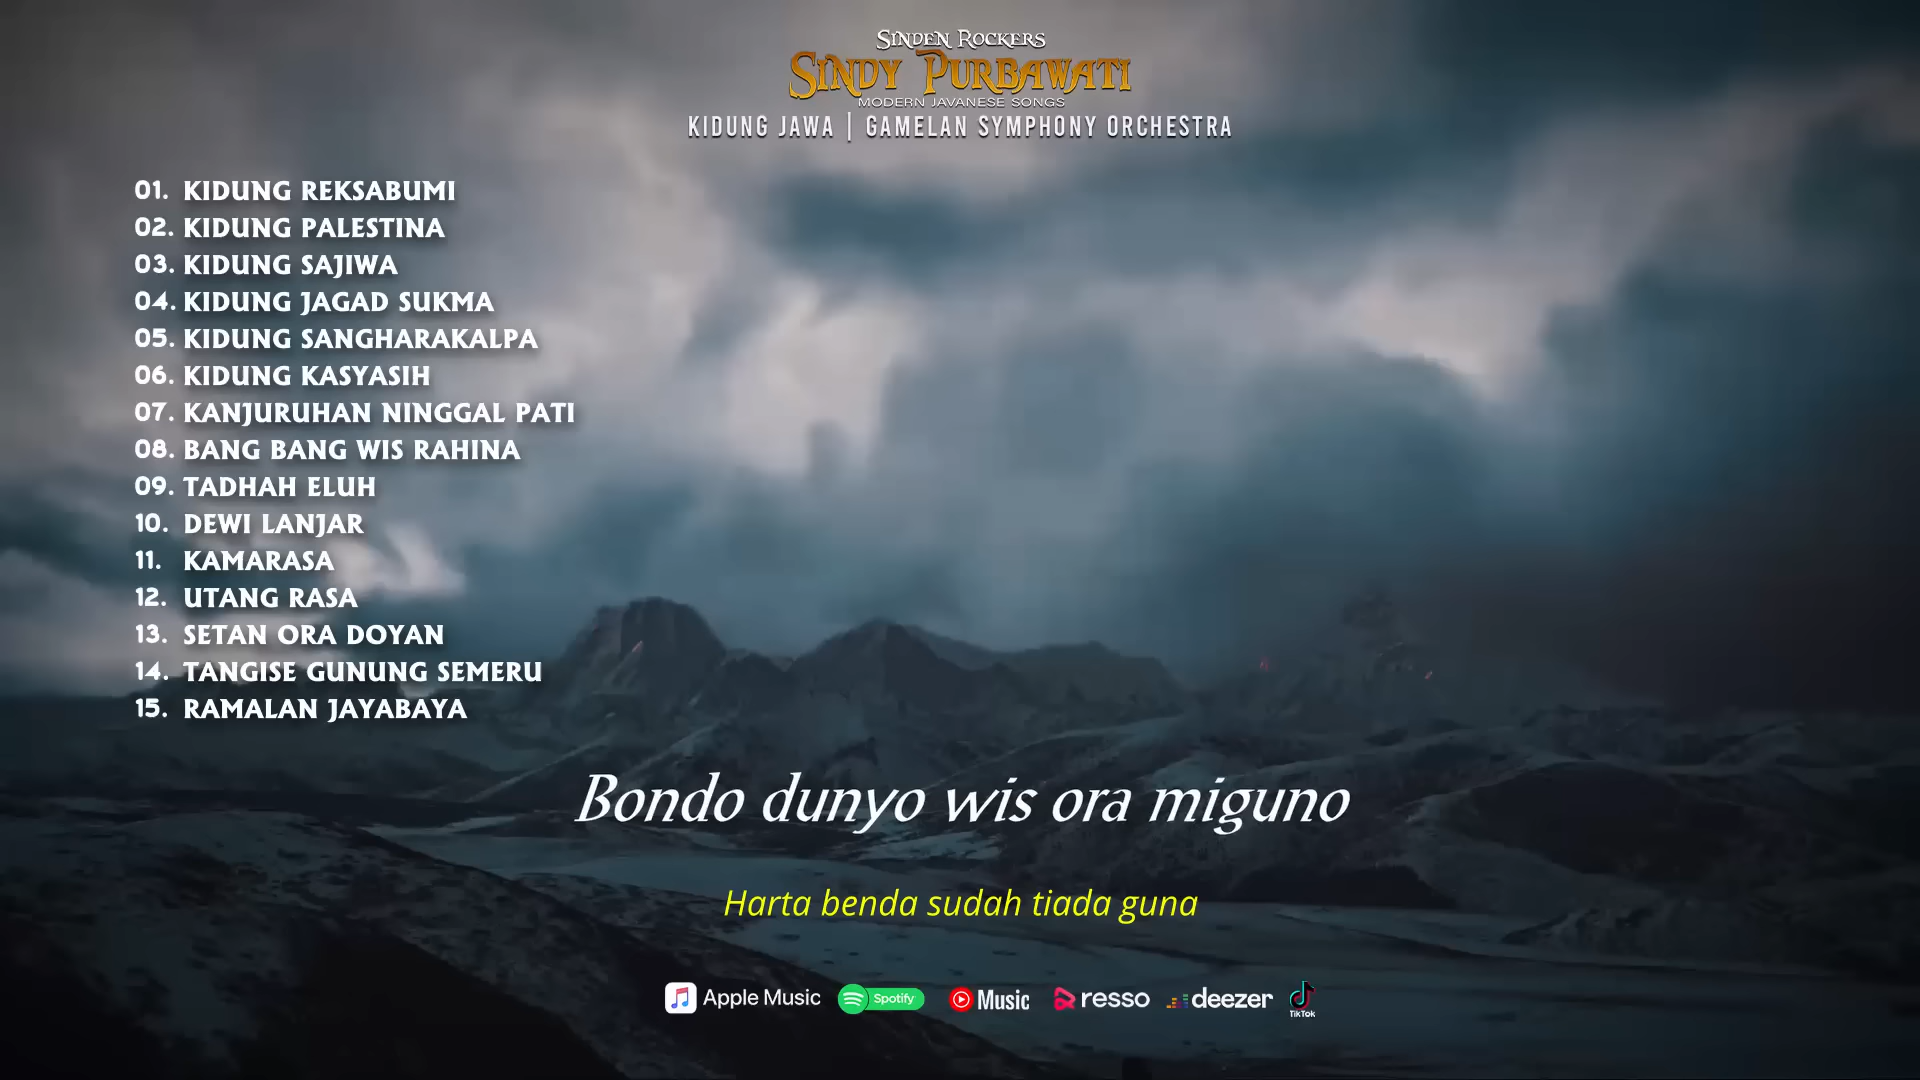 SINDEN ROCKERS
SINDY PURBAWATI
MODERN JAVANESE SONGS
KIDUNG JAWA | GAMELAN SYMPHONY ORCHESTRA
01. KIDUNG REKSABUMI
02. KIDUNG PALESTINA
03. KIDUNG SAJIWA
04. KIDUNG JAGAD SUKMA
05. KIDUNG SANGHARAKALPA
06. KIDUNG KASYASIH
07. KANJURUHAN NINGGAL PATI
08. BANG BANG WIS RAHINA
09. TADHAH ELUH
10. DEWI LANJAR
11. KAMARASA
12. UTANG RASA
13. SETAN ORA DOYAN
14. TANGISE GUNUNG SEMERU
15. RAMALAN JAYABAYA
Bondo dunyo wis ora miguno
Harta benda sudah tiada guna
Apple Music Spotify Music resso deezer TikTok